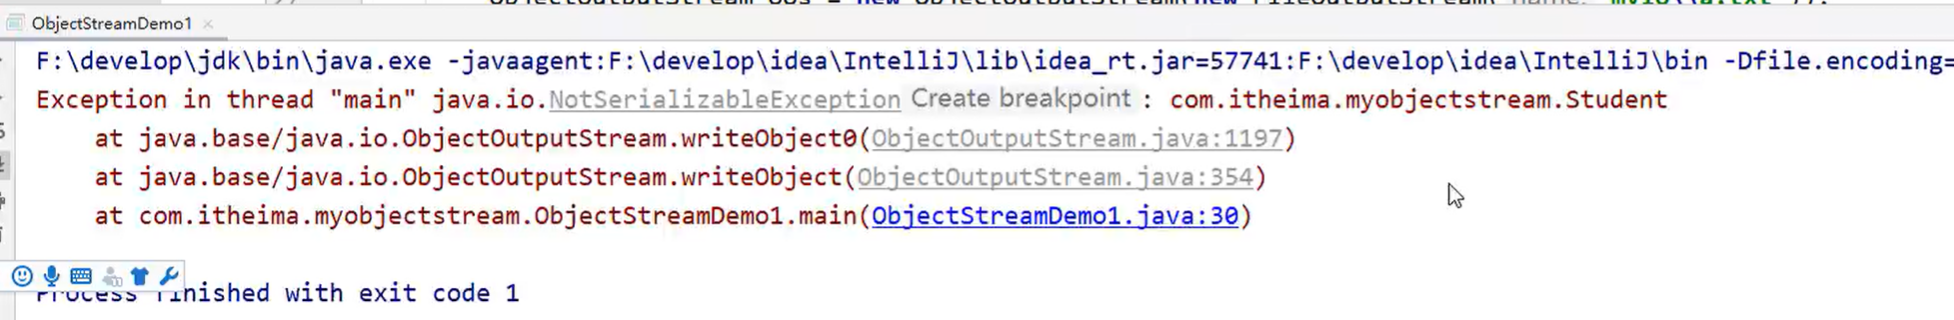 ObjectStreamDemo1
F:\develop\jdk\bin\java.exe -javaagent:F:\develop\idea\IntelliJ\lib\idea_rt.jar=57741:F:\develop\idea\IntelliJ\bin -Dfile.encoding=
Exception in thread "main" java.io.NotSerializableException Create breakpoint : com.itheima.myobjectstream.Student
at java.base/java.io.ObjectOutputStream.writeObject0(ObjectOutputStream.java:1197)
at java.base/java.io.ObjectOutputStream.writeObject(ObjectOutputStream.java:354)
at com.itheima.myobjectstream.ObjectStreamDemo1.main(ObjectStreamDemo1.java:30)
Process finished with exit code 1